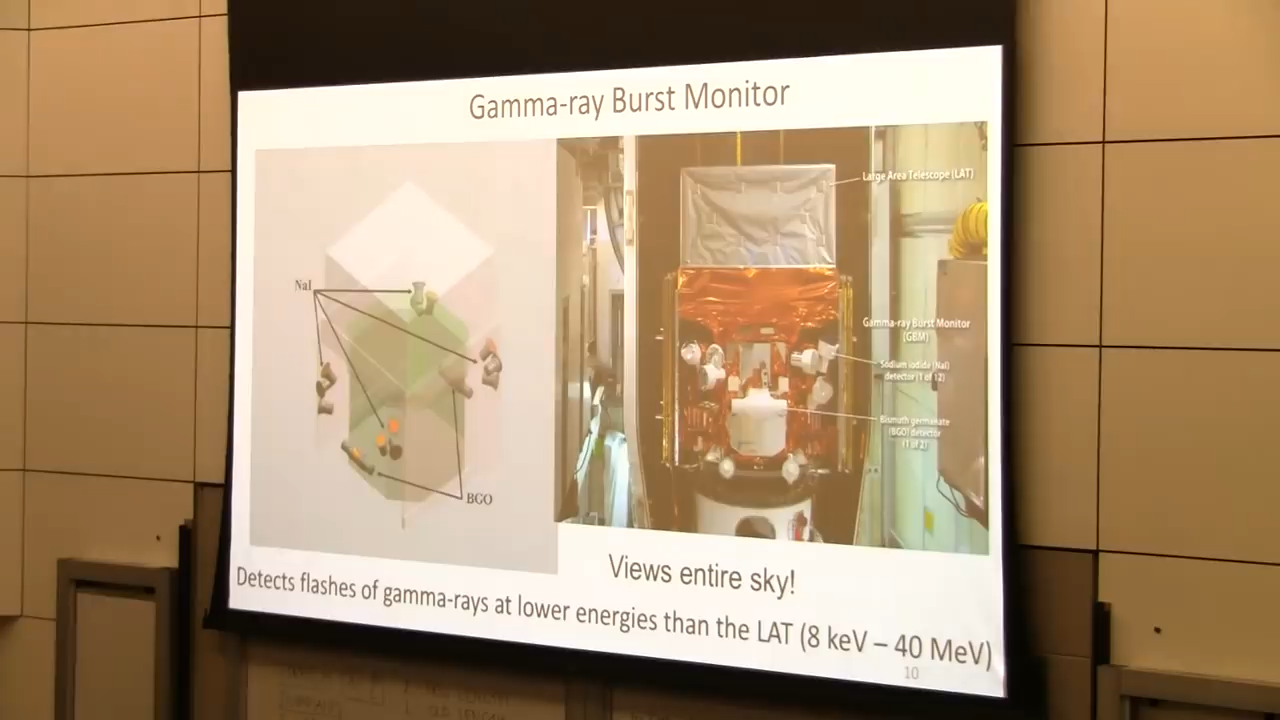 Gamma-ray Burst Monitor
Large Area Telescope (LAT)
NaI
Gamma-ray Burst Monitor
(GBM)
Sodium iodide (NaI)
detector (1 of 12)
Bismuth germanate
(BGO) detector
(1 of 2)
BGO
Views entire sky!
Detects flashes of gamma-rays at lower energies than the LAT (8 keV – 40 MeV)
10